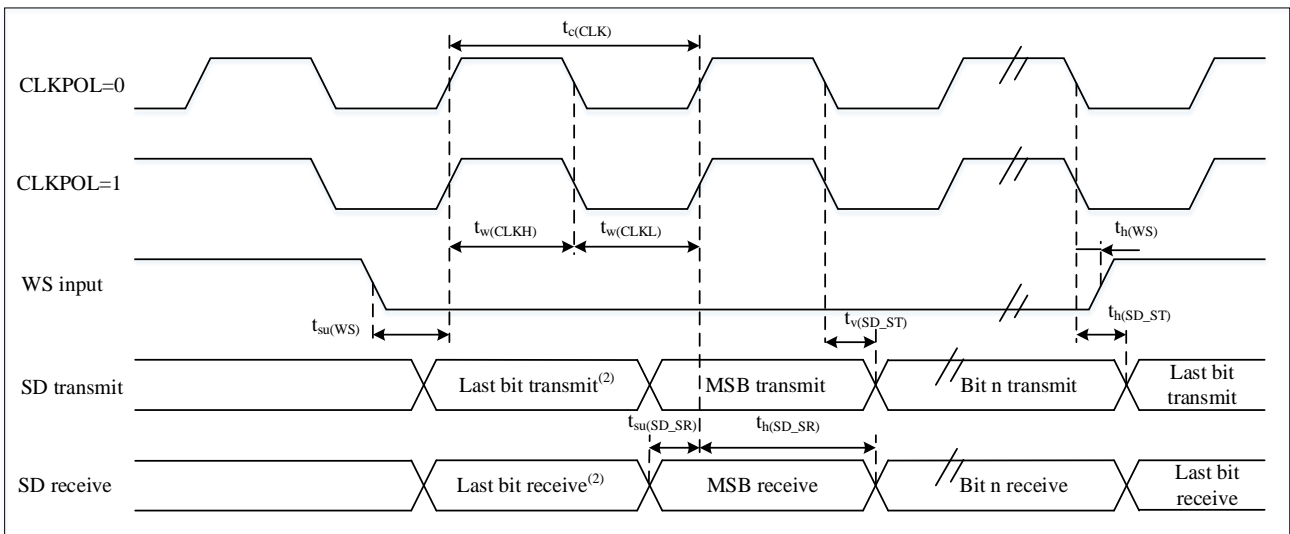 tc(CLK)
CLKPOL=0
CLKPOL=1
tw(CLKH)
tw(CLKL)
th(WS)
WS input
tsu(WS)
tv(SD_ST)
th(SD_ST)
SD transmit
Last bit transmit(2)
MSB transmit
Bit n transmit
Last bit
transmit
tsu(SD_SR)
th(SD_SR)
SD receive
Last bit receive(2)
MSB receive
Bit n receive
Last bit
receive